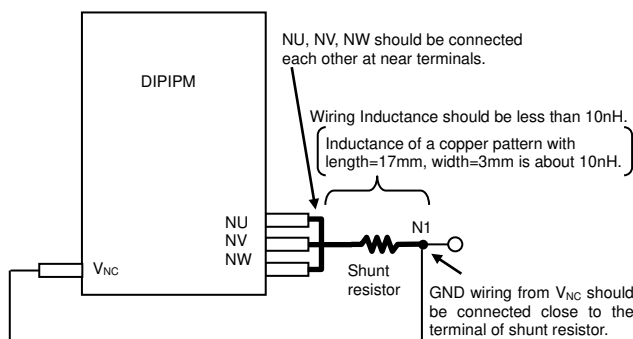 NU, NV, NW should be connected
each other at near terminals.
DIPIPM
Wiring Inductance should be less than 10nH.
Inductance of a copper pattern with
length=17mm, width=3mm is about 10nH.
NU
NV
NW
N1
VNC
Shunt
resistor
GND wiring from VNC should
be connected close to the
terminal of shunt resistor.